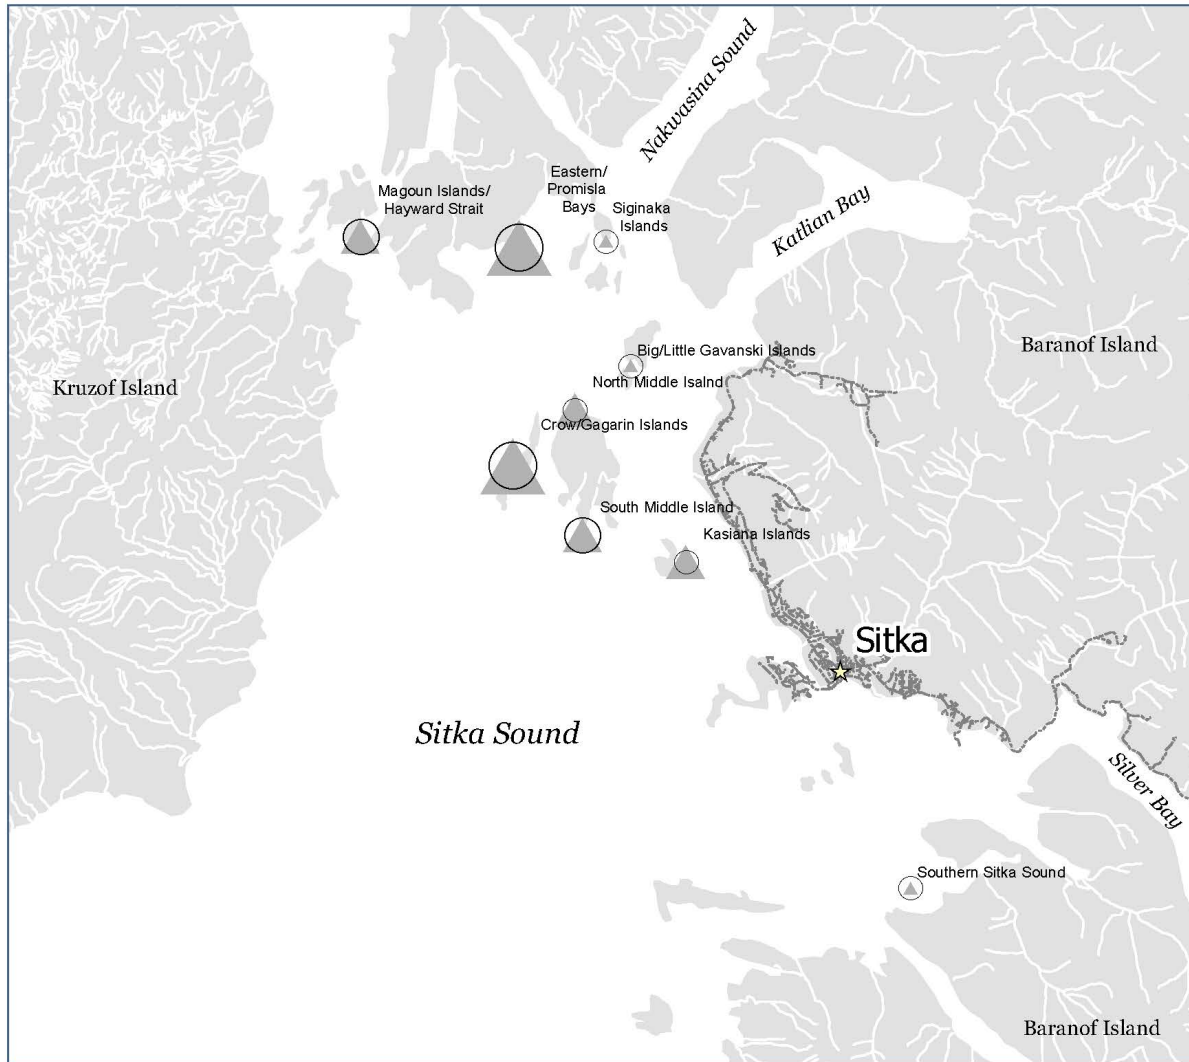 Nakwasina Sound
Eastern/
Promisla
Bays
Magoun Islands/
Hayward Strait
Siginaka
Islands
Katlian Bay
Big/Little Gavanski Islands
Baranof Island
North Middle Isalnd
Kruzof Island
Crow/Gagarin Islands
South Middle Island
Kasiana Islands
Sitka
Sitka Sound
Silver Bay
Southern Sitka Sound
Baranof Island